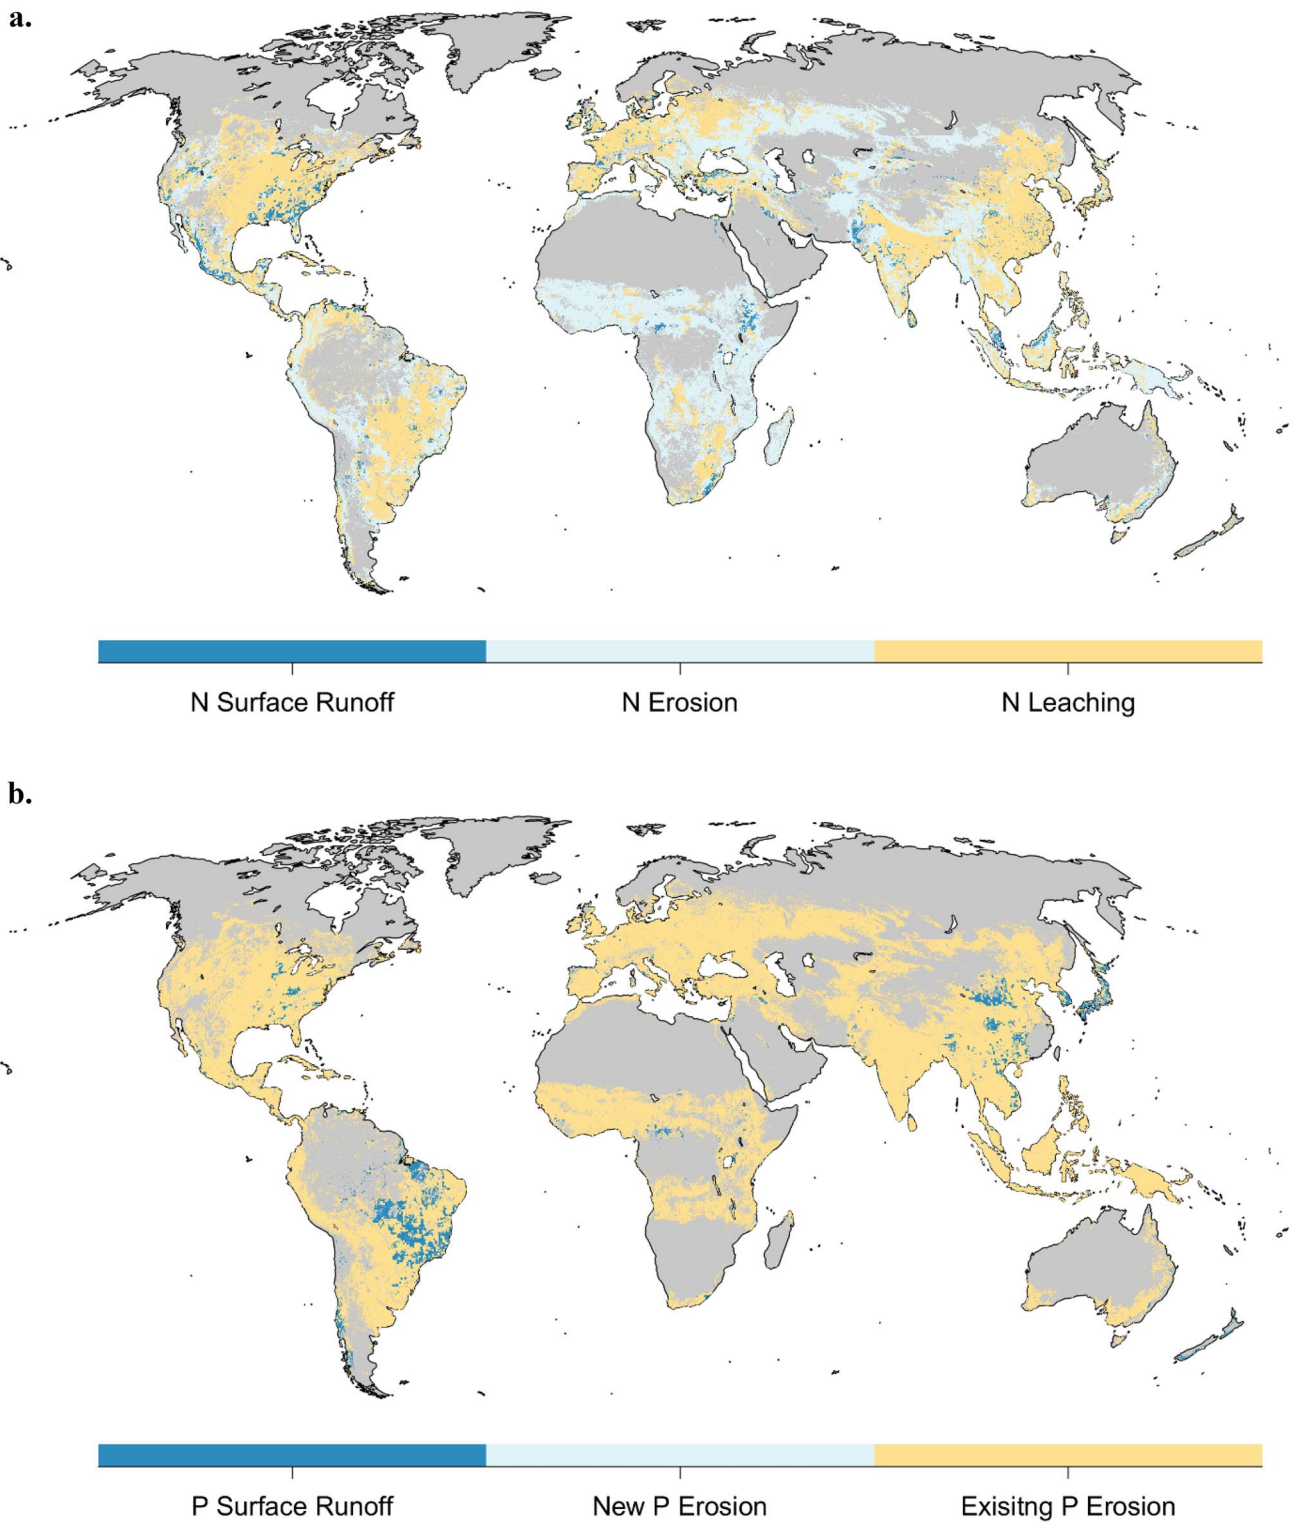 a.
N Surface Runoff
N Erosion
N Leaching
b.
P Surface Runoff
New P Erosion
Exisitng P Erosion